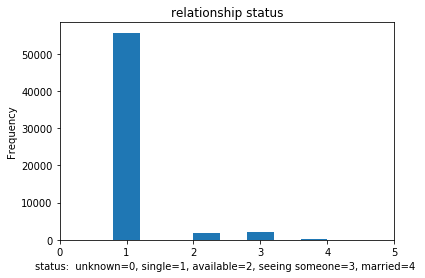 relationship status
Frequency
50000
40000
30000
20000
10000
0
0 1 2 3 4 5
status:  unknown=0, single=1, available=2, seeing someone=3, married=4